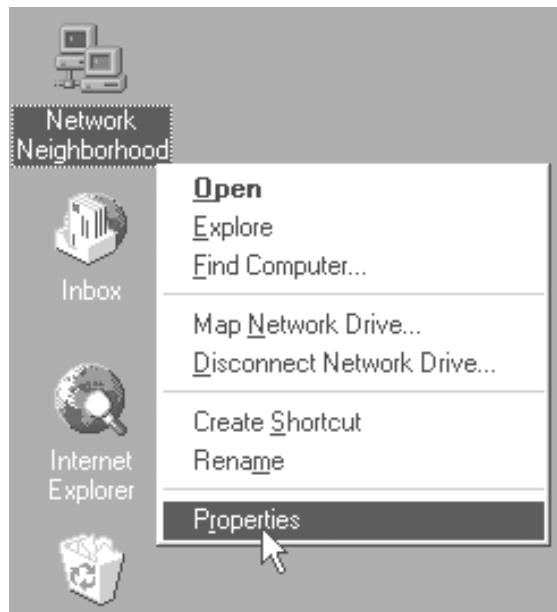 Network
Neighborhood
Open
Explore
Find Computer...
Inbox
Map Network Drive...
Disconnect Network Drive...
Create Shortcut
Rename
Internet
Explorer
Properties